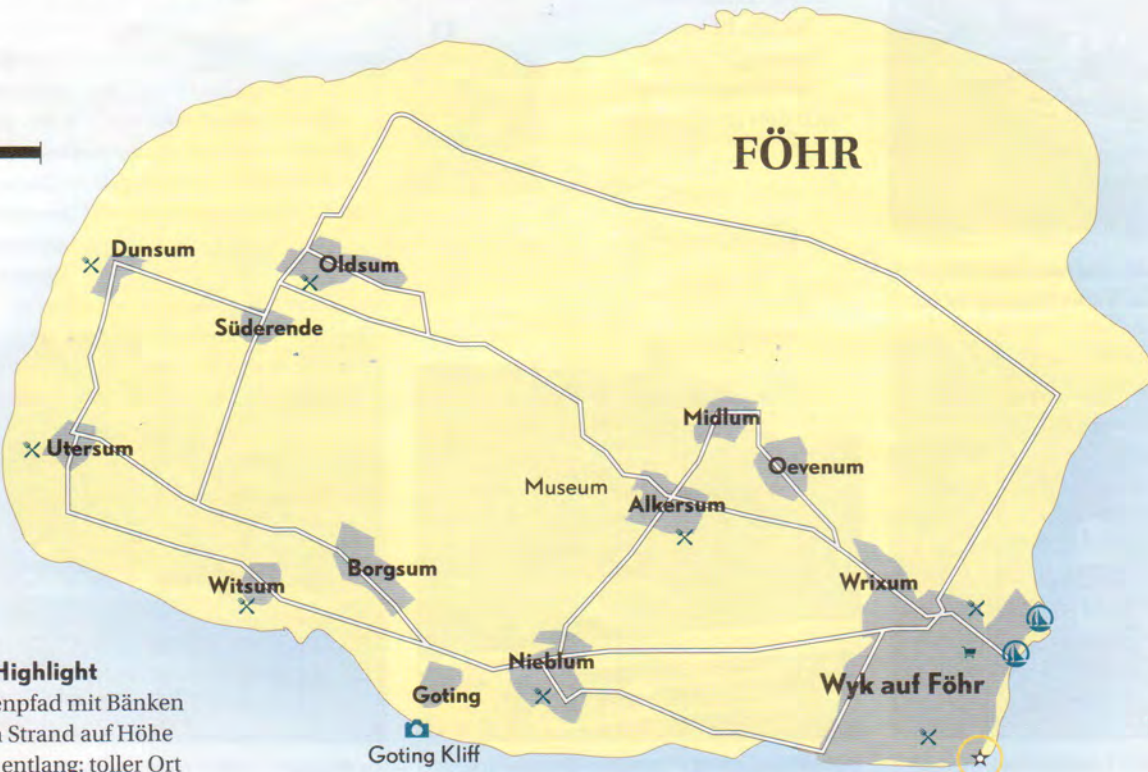 FÖHR
Dunsum
Oldsum
Süderende
Midlum
Utersum
Oevenum
Museum
Alkersum
Borgsum
Witsum
Wrixum
Nieblum
Highlight
Wyk auf Föhr
Goting
mit Bänken
Strand auf Höhe
Goting Kliff
entlang; toller Ort